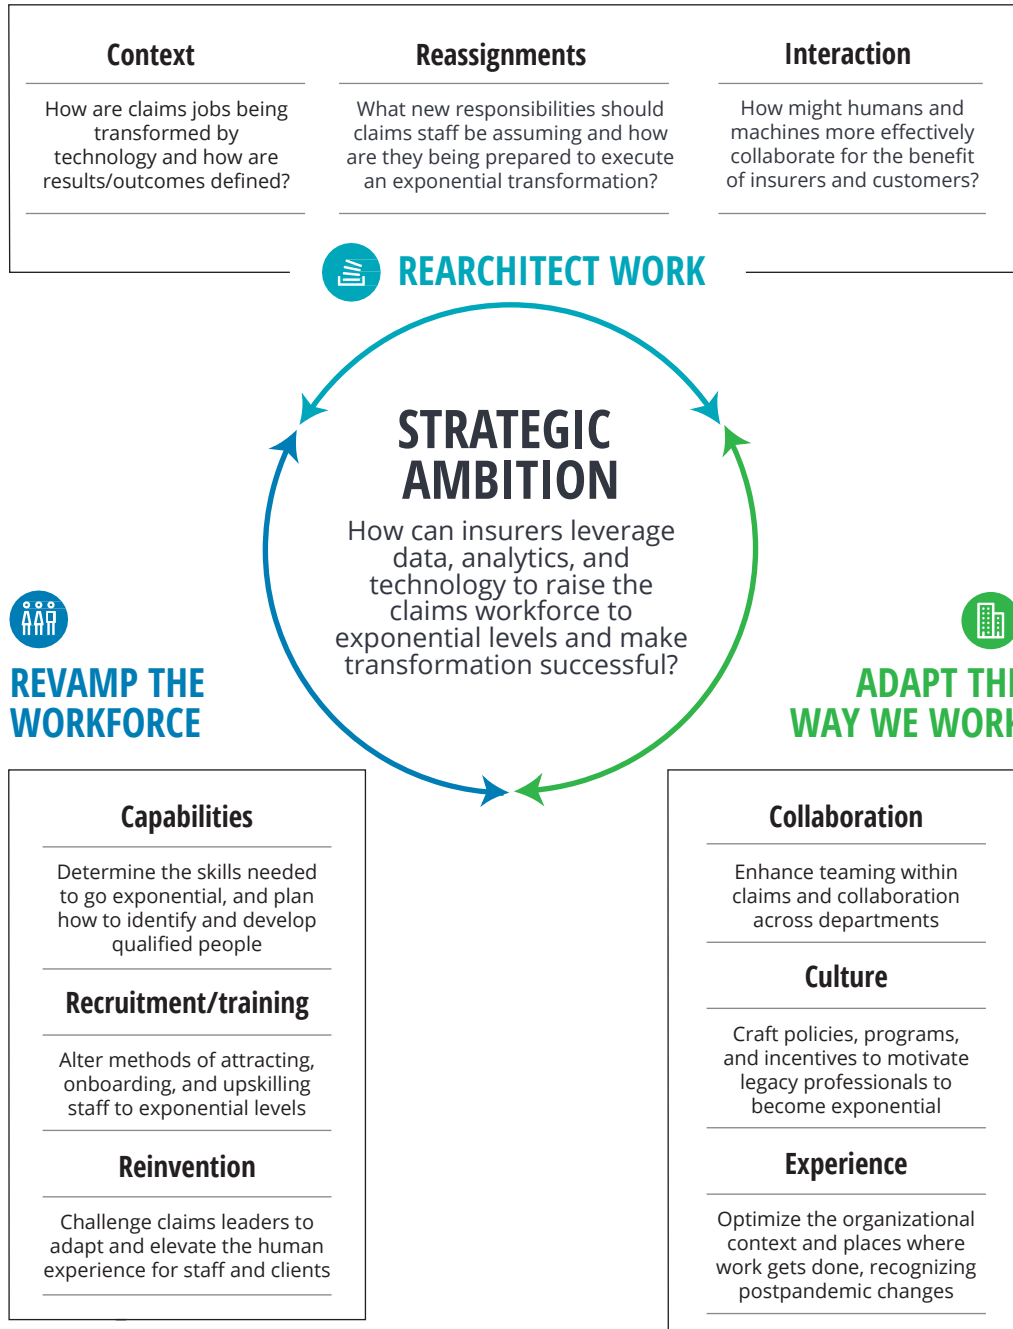 Context
How are claims jobs being
transformed by
technology and how are
results/outcomes defined?
Reassignments
What new responsibilities should
claims staff be assuming and how
are they being prepared to execute
an exponential transformation?
Interaction
How might humans and
machines more effectively
collaborate for the benefit
of insurers and customers?
REARCHITECT WORK
STRATEGIC
AMBITION
How can insurers leverage
data, analytics, and
technology to raise the
claims workforce to
exponential levels and make
transformation successful?
REVAMP THE
WORKFORCE
Capabilities
Determine the skills needed
to go exponential, and plan
how to identify and develop
qualified people
Recruitment/training
Alter methods of attracting,
onboarding, and upskilling
staff to exponential levels
Reinvention
Challenge claims leaders to
adapt and elevate the human
experience for staff and clients
ADAPT THE
WAY WE WORK
Collaboration
Enhance teaming within
claims and collaboration
across departments
Culture
Craft policies, programs,
and incentives to motivate
legacy professionals to
become exponential
Experience
Optimize the organizational
context and places where
work gets done, recognizing
postpandemic changes